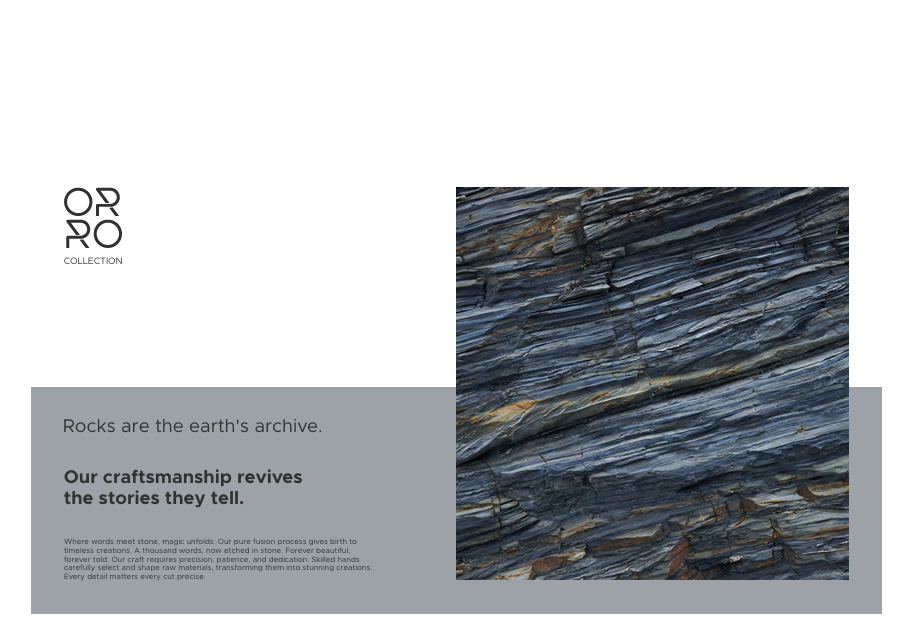 OR
RO
COLLECTION
Rocks are the earth's archive.
Our craftsmanship revives
the stories they tell.
Where words meet stone, magic unfolds. Our pure fusion process gives birth to
timeless creations. A thousand words, now etched in stone. Forever beautiful,
forever told. Our craft requires precision, patience, and dedication. Skilled hands
carefully select and shape raw materials, transforming them into stunning creations.
Every detail matters every cut precise.